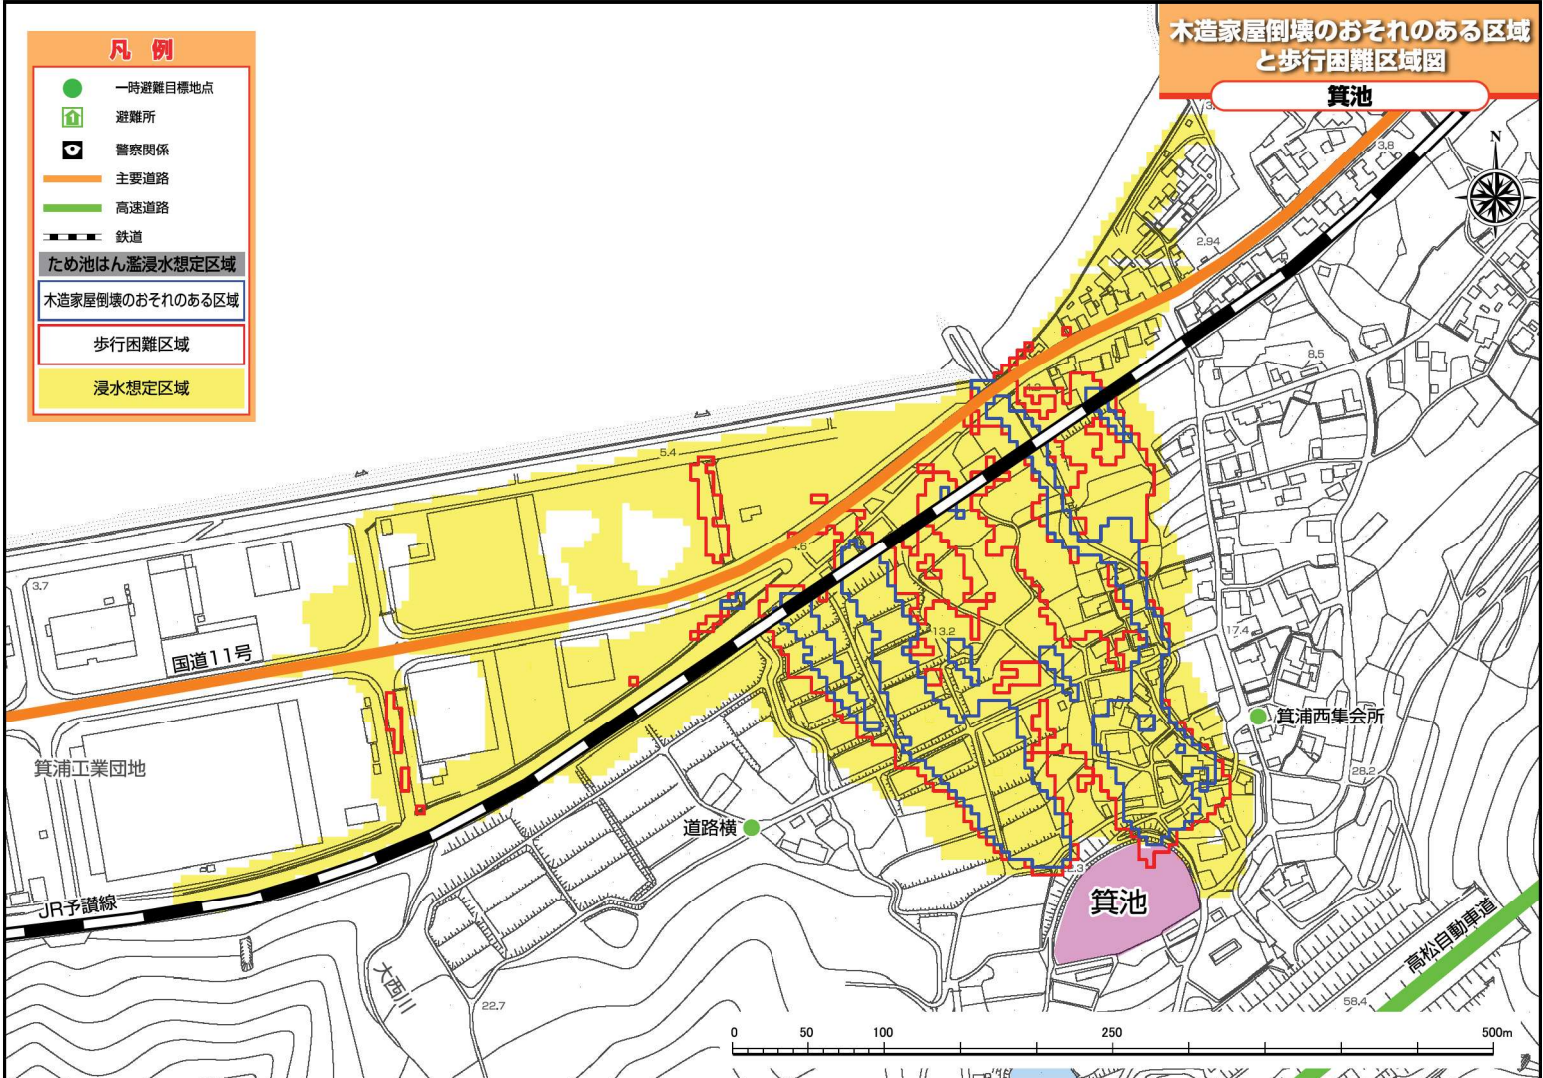 木造家屋倒壊のおそれのある区域
と歩行困難区域図
箕池
凡 例
一時避難目標地点
避難所
警察関係
主要道路
高速道路
鉄道
ため池はん濫浸水想定区域
木造家屋倒壊のおそれのある区域
歩行困難区域
浸水想定区域
N
3.8
2.94
8.5
4.2
5.4
4.6
3.7
国道11号
13.2
17.4
箕浦西集会所
箕浦工業団地
28.2
道路横
箕池
JR予讃線
大西川
22.7
高松自動車道
58.4
0 50 100 250 500m